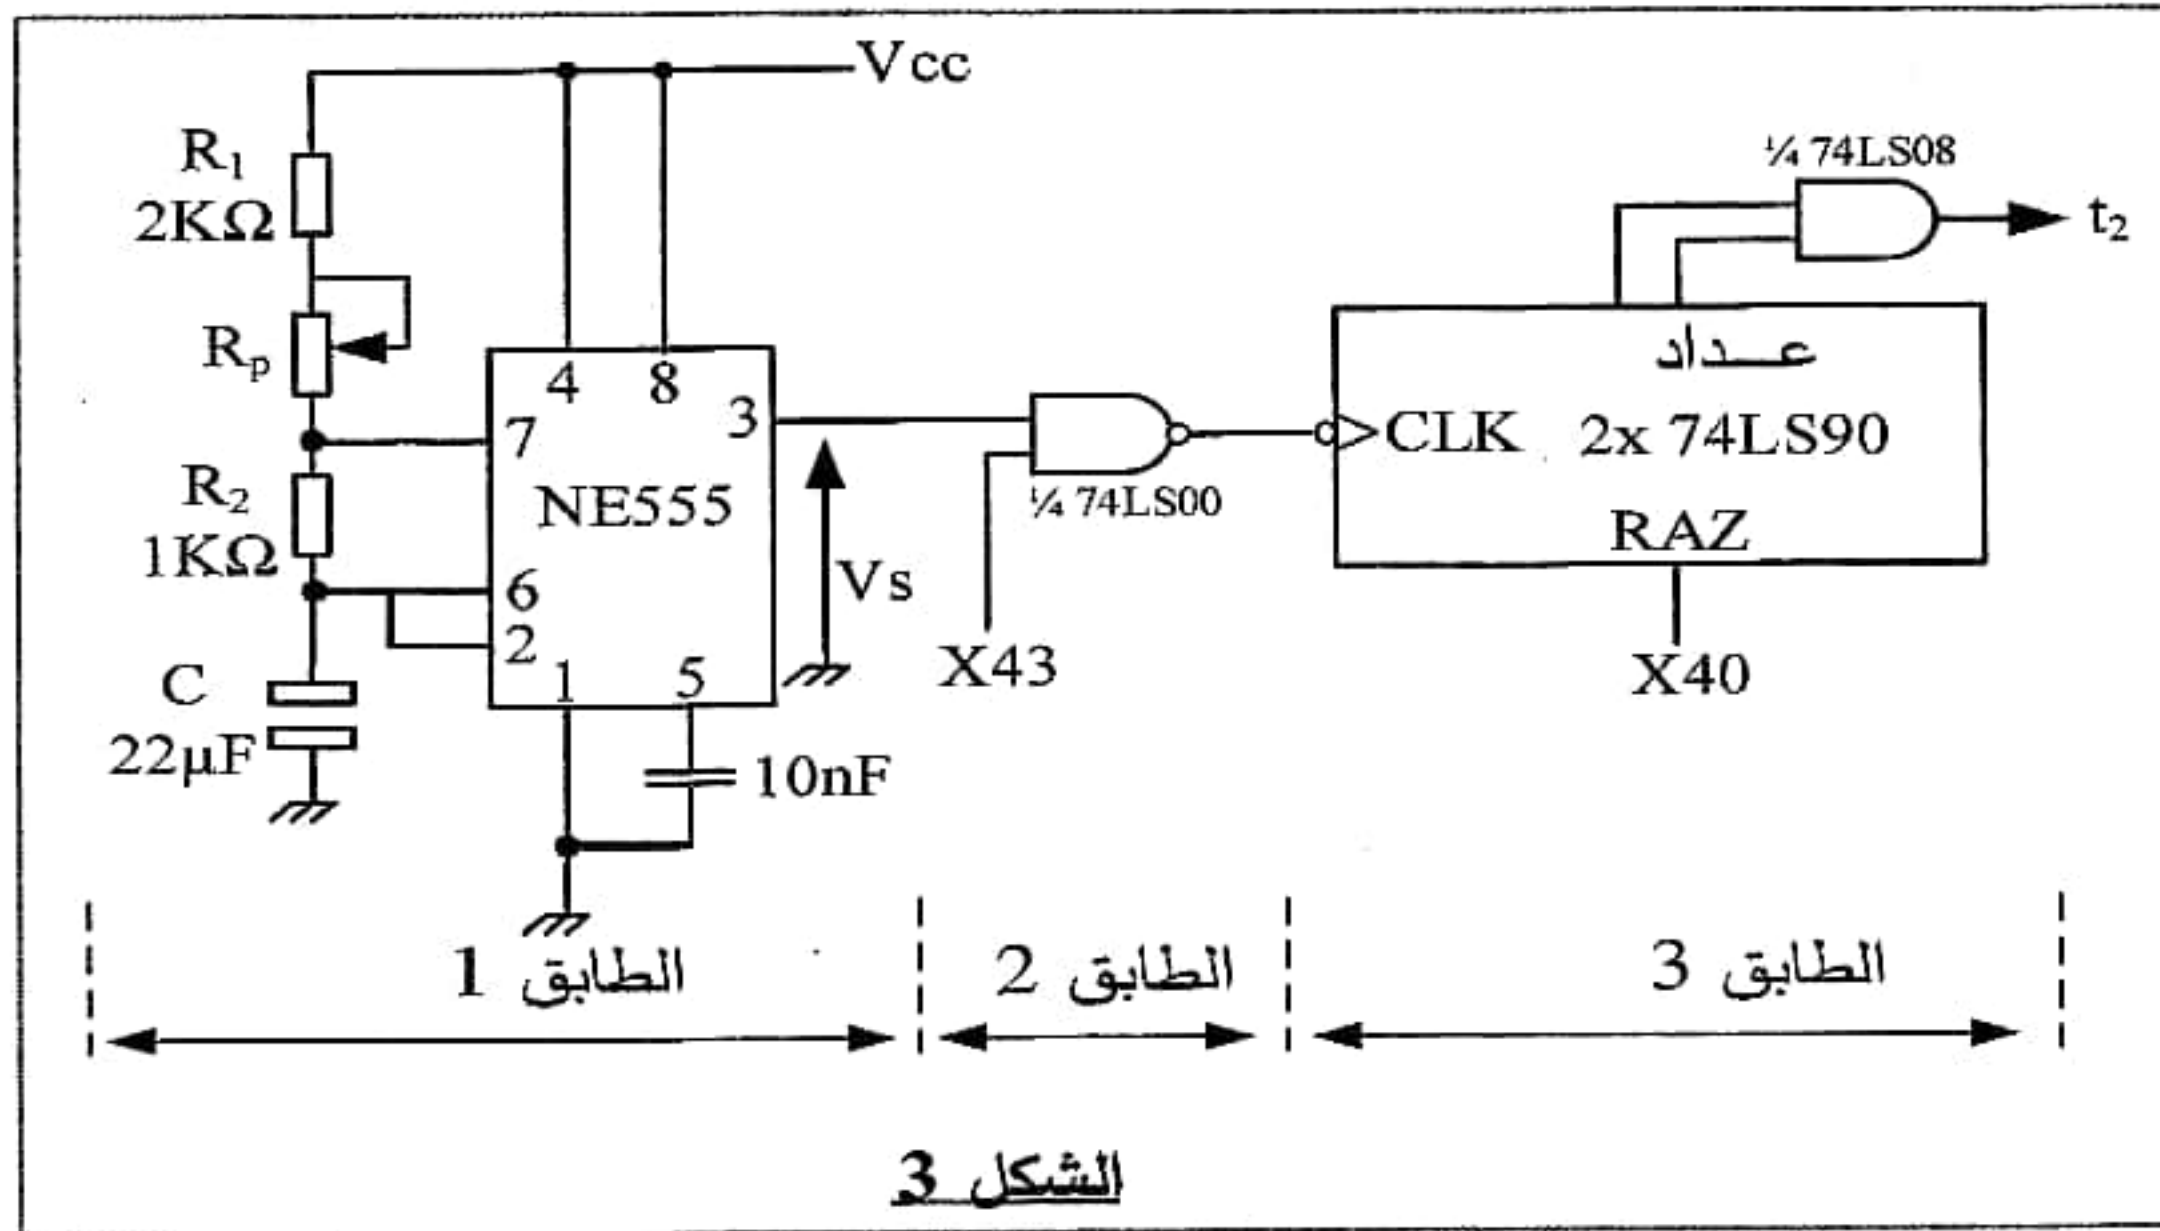 Vcc
R₁
2KΩ
Rₚ
R₂
1KΩ
C
22µF
4 8
7 3
NE555
6
2
1 5
10nF
Vs
¼ 74LS00
X43
¼ 74LS08
t₂
عـــداد
CLK 2x 74LS90
RAZ
X40
الطابق 1
الطابق 2
الطابق 3
الشكل 3